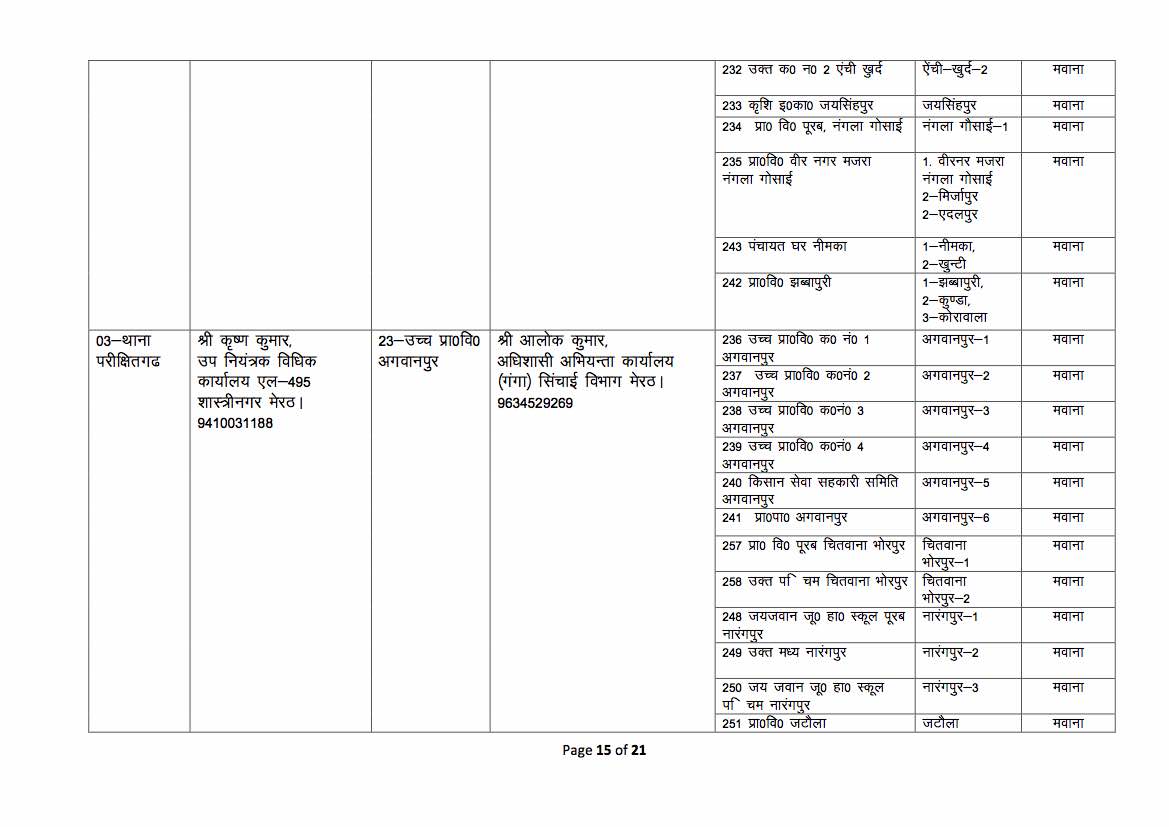 232 उक्त क0 न0 2 एंची खुर्द
ऐंची–खुर्द–2
मवाना
233 कृशि इ0का0 जयसिंहपुर
जयसिंहपुर
मवाना
234 प्रा0 वि0 पूरब, नंगला गोसाई
नंगला गौसाई–1
मवाना
235 प्रा0वि0 वीर नगर मजरा
नंगला गोसाई
1. वीरनर मजरा
नंगला गोसाई
2–मिर्जापुर
2–एदलपुर
मवाना
243 पंचायत घर नीमका
1–नीमका,
2–खुन्टी
मवाना
242 प्रा0वि0 झब्बापुरी
1–झब्बापुरी,
2–कुण्डा,
3–कोरावाला
मवाना
03–थाना
परीक्षितगढ
श्री कृष्ण कुमार,
उप नियंत्रक विधिक
कार्यालय एल–495
शास्त्रीनगर मेरठ।
9410031188
23–उच्च प्रा0वि0
अगवानपुर
श्री आलोक कुमार,
अधिशासी अभियन्ता कार्यालय
(गंगा) सिंचाई विभाग मेरठ।
9634529269
236 उच्च प्रा0वि0 क0 नं0 1
अगवानपुर
अगवानपुर–1
मवाना
237 उच्च प्रा0वि0 क0नं0 2
अगवानपुर
अगवानपुर–2
मवाना
238 उच्च प्रा0वि0 क0नं0 3
अगवानपुर
अगवानपुर–3
मवाना
239 उच्च प्रा0वि0 क0नं0 4
अगवानपुर
अगवानपुर–4
मवाना
240 किसान सेवा सहकारी समिति
अगवानपुर
अगवानपुर–5
मवाना
241 प्रा0पा0 अगवानपुर
अगवानपुर–6
मवाना
257 प्रा0 वि0 पूरब चितवाना भोरपुर
चितवाना
भोरपुर–1
मवाना
258 उक्त पि चम चितवाना भोरपुर
चितवाना
भोरपुर–2
मवाना
248 जयजवान जू0 हा0 स्कूल पूरब
नारंगपुर
नारंगपुर–1
मवाना
249 उक्त मध्य नारंगपुर
नारंगपुर–2
मवाना
250 जय जवान जू0 हा0 स्कूल
पि चम नारंगपुर
नारंगपुर–3
मवाना
251 प्रा0वि0 जटौला
जटौला
मवाना
Page 15 of 21